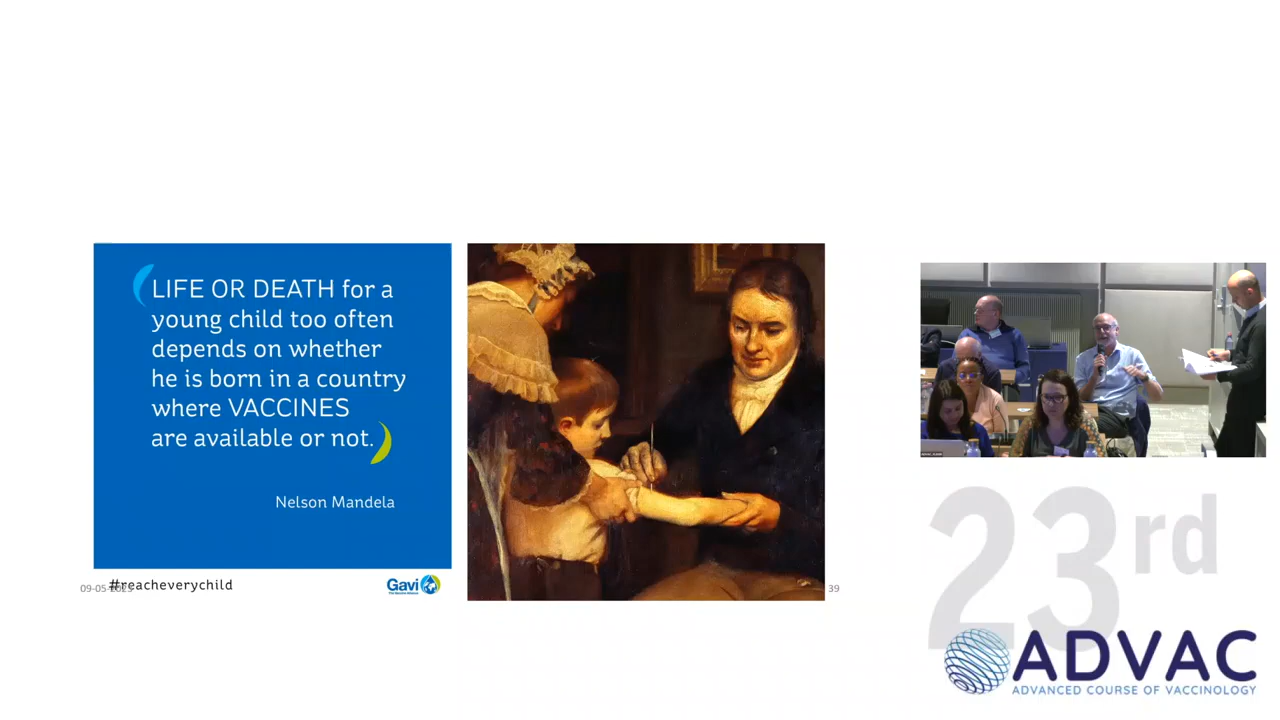 LIFE OR DEATH for a
young child too often
depends on whether
he is born in a country
where VACCINES
are available or not.
Nelson Mandela
#reacheverychild
Gavi
09-05-2023
39
23rd
ADVAC
ADVANCED COURSE OF VACCINOLOGY